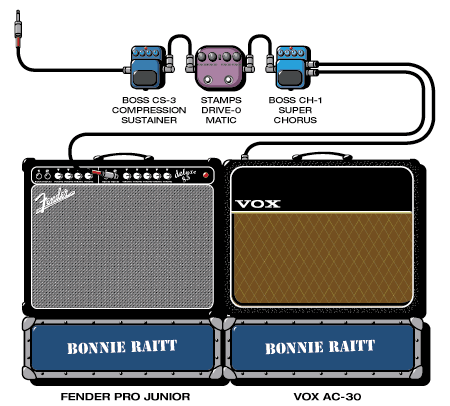 BOSS CS-3
COMPRESSION
SUSTAINER
STAMPS
DRIVE-O
MATIC
BOSS CH-1
SUPER
CHORUS
Fender
deluxe
VOX
BONNIE RAITT
BONNIE RAITT
FENDER PRO JUNIOR
VOX AC-30